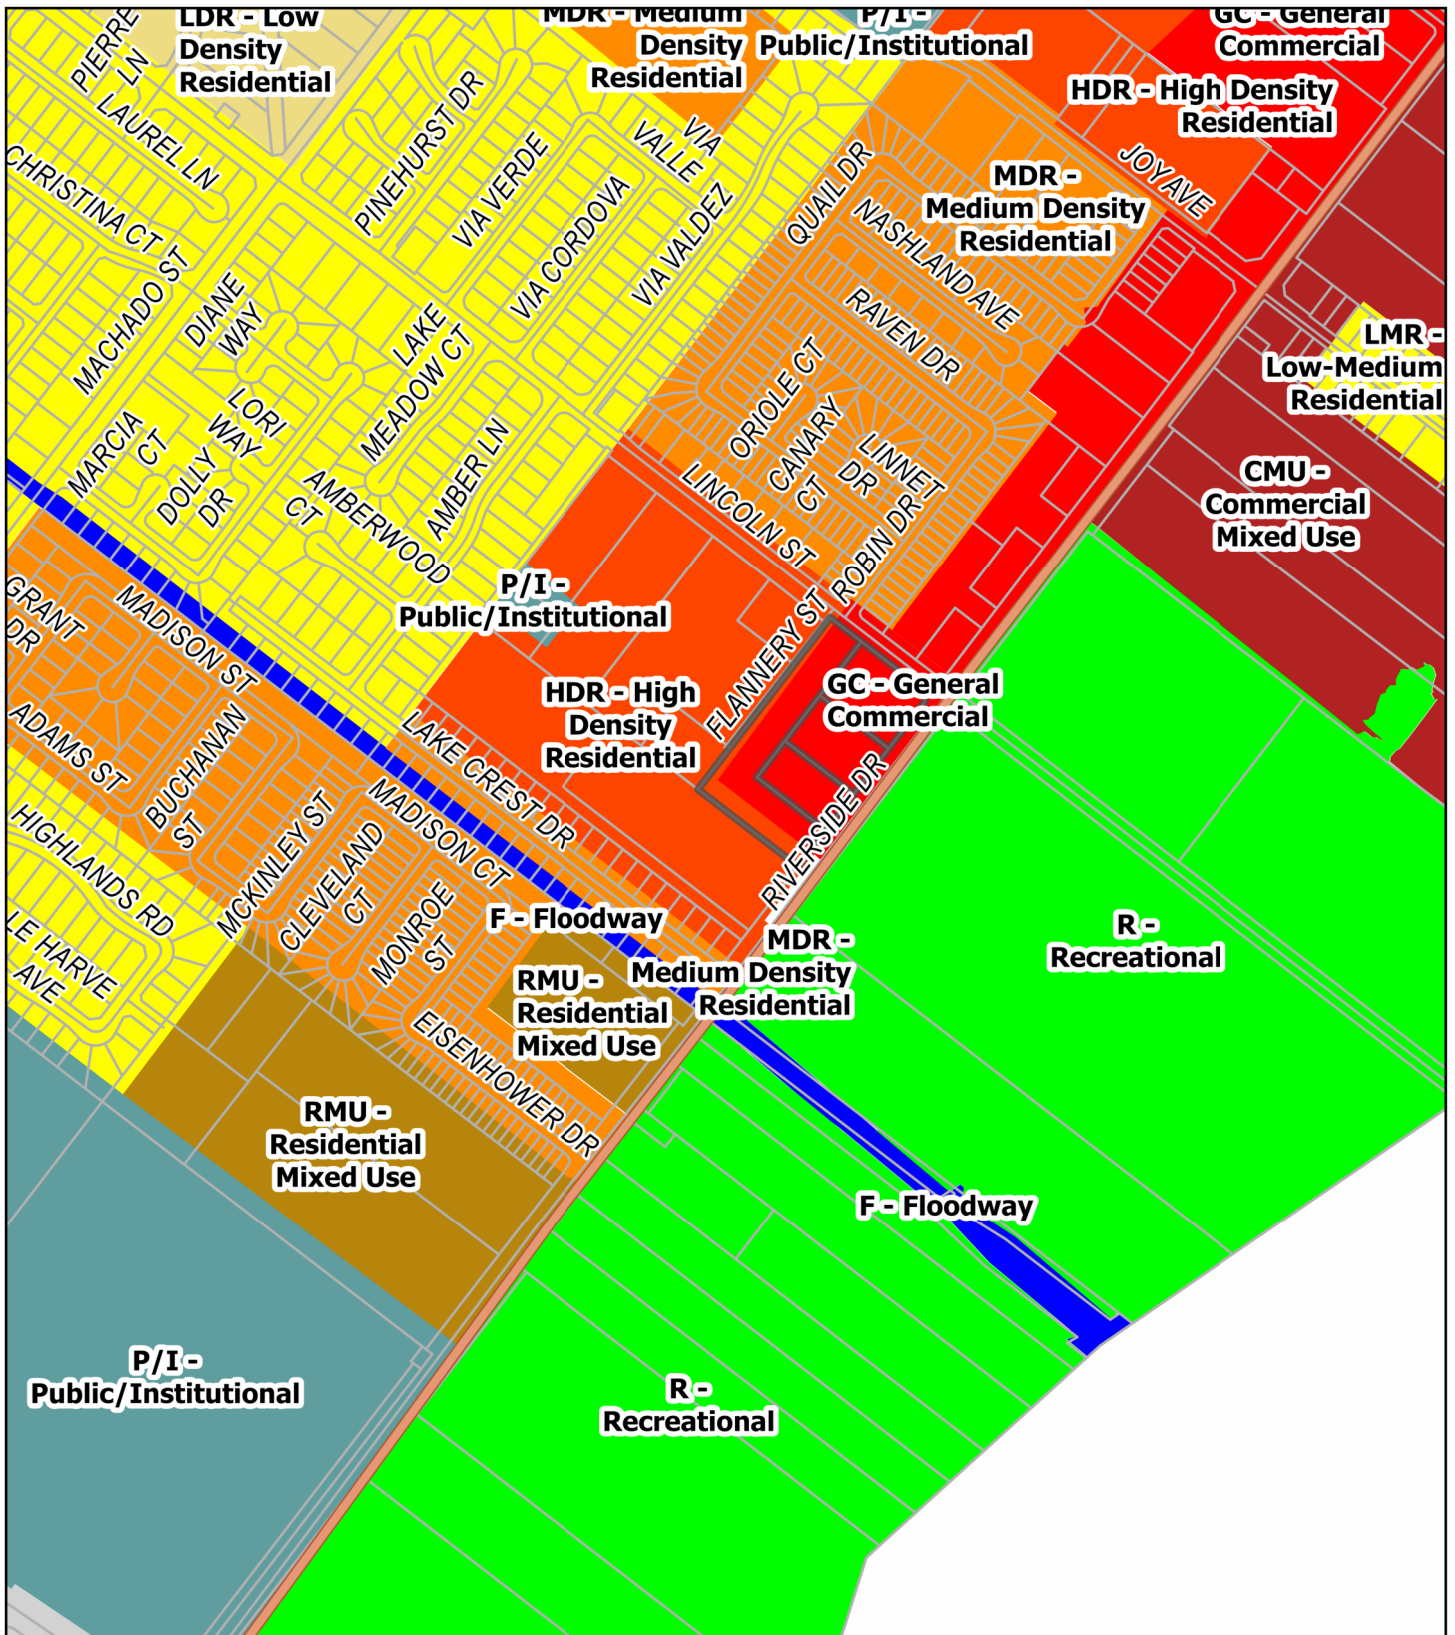 PIERRE
LN
LDR - Low
Density
Residential
MDR - Medium
Density
Residential
P/I -
Public/Institutional
GC - General
Commercial
HDR - High Density
Residential
LAUREL LN
CHRISTINA CT
PINEHURST DR
VIA VERDE
VIA
VALLE
VIA CORDOVA
VIA VALDEZ
QUAIL DR
NASHLAND AVE
MDR -
Medium Density
Residential
JOY AVE
MACHADO ST
DIANE
WAY
LAKE
MEADOW CT
RAVEN DR
LMR -
Low-Medium
Residential
MARCIA
CT
LORI
WAY
DOLLY
DR
AMBERWOOD
CT
AMBER LN
ORIOLE CT
CANARY
CT
LINNET
DR
ROBIN DR
LINCOLN ST
CMU -
Commercial
Mixed Use
GRANT
DR
MADISON ST
P/I -
Public/Institutional
FLANNERY ST
HDR - High
Density
Residential
GC - General
Commercial
ADAMS ST
BUCHANAN
ST
LAKE CREST DR
MADISON CT
RIVERSIDE DR
HIGHLANDS RD
MCKINLEY ST
CLEVELAND
CT
MONROE
ST
F - Floodway
LE HARVE
AVE
RMU -
Residential
Mixed Use
MDR -
Medium Density
Residential
R -
Recreational
EISENHOWER DR
RMU -
Residential
Mixed Use
F - Floodway
P/I -
Public/Institutional
R -
Recreational